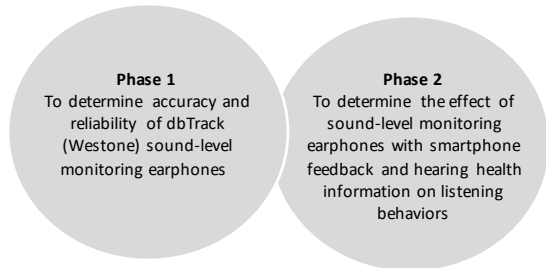 Phase 1
To determine accuracy and
reliability of dbTrack
(Westone) sound-level
monitoring earphones
Phase 2
To determine the effect of
sound-level monitoring
earphones with smartphone
feedback and hearing health
information on listening
behaviors